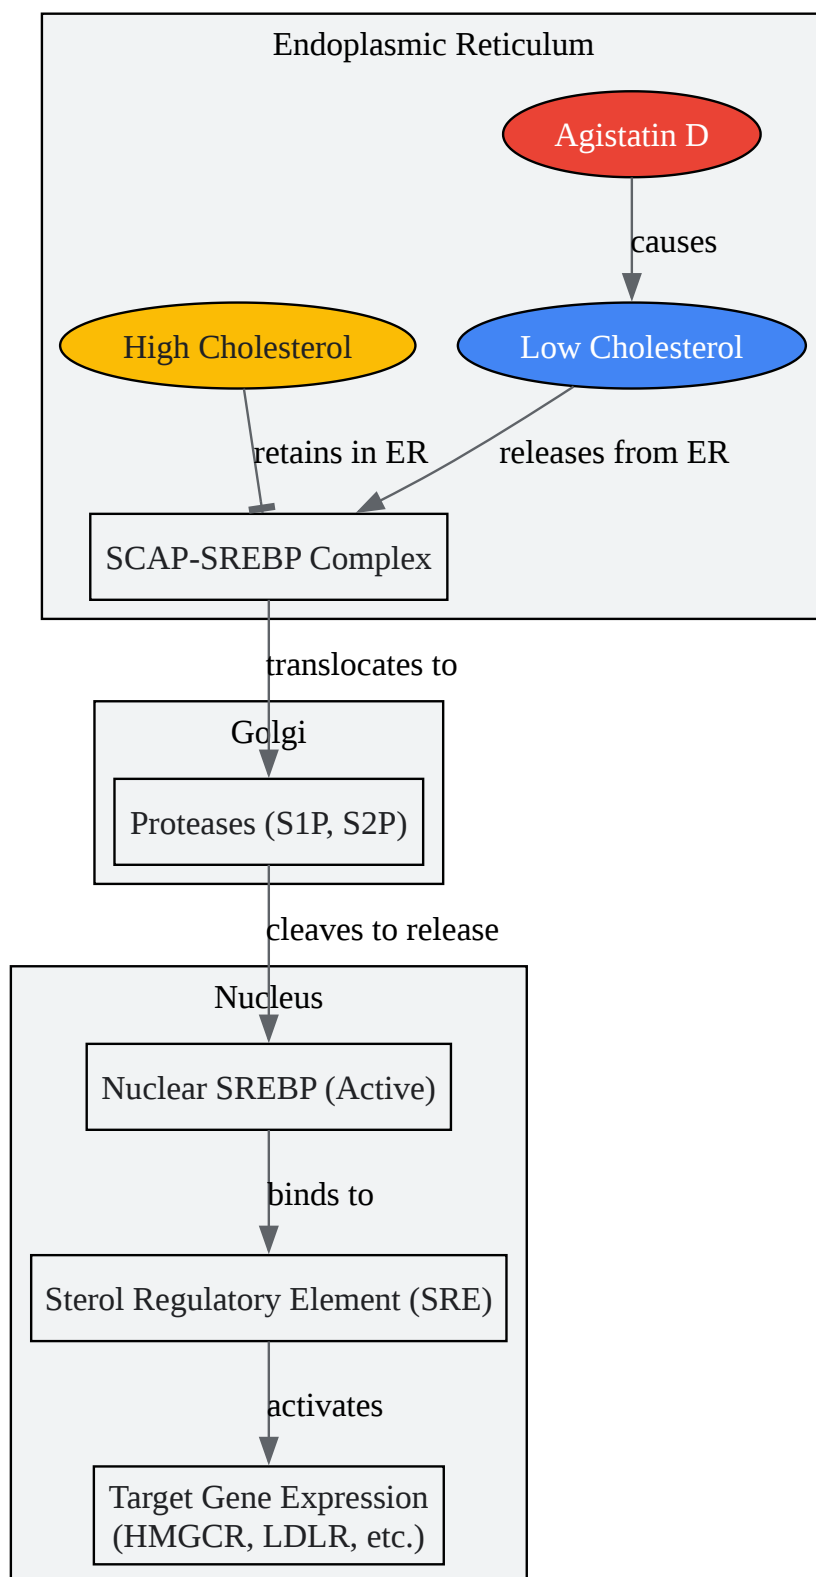 Endoplasmic Reticulum
Agistatin D
causes
High Cholesterol
Low Cholesterol
retains in ER
releases from ER
SCAP-SREBP Complex
translocates to
Golgi
Proteases (S1P, S2P)
cleaves to release
Nucleus
Nuclear SREBP (Active)
binds to
Sterol Regulatory Element (SRE)
activates
Target Gene Expression
(HMGCR, LDLR, etc.)